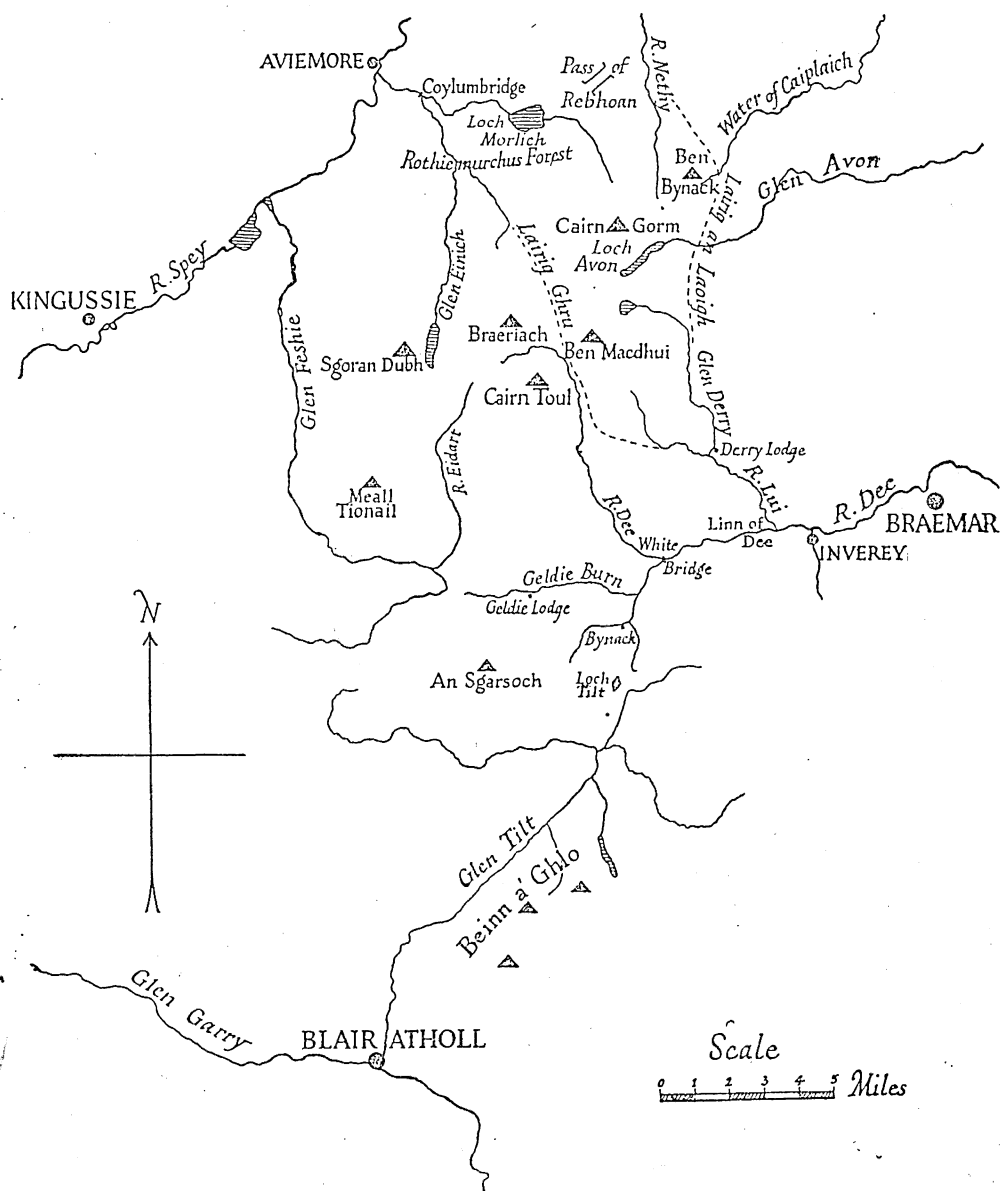 AVIEMORE
Coylumbridge
Pass of
Rebhoan
R. Nethy
Water of Caiplaich
Loch
Morlich
Rothiemurchus Forest
Ben
Bynack
Glen Avon
Lairig an Laoigh
Cairn Gorm
Loch
Avon
Lairig Ghru
R. Spey
KINGUSSIE
Glen Feshie
Glen Einich
Sgoran Dubh
Braeriach
Ben Macdhui
Cairn Toul
Glen Derry
Derry Lodge
R. Eidart
Meall
Tionail
R. Lui
R. Dee
BRAEMAR
R. Dee
Linn of
Dee
INVEREY
White
Bridge
Geldie Burn
Geldie Lodge
Bynack
N
An Sgarsoch
Loch
Tilt
Glen Tilt
Beinn a' Ghlo
Glen Garry
BLAIR ATHOLL
Scale
0 1 2 3 4 5 Miles